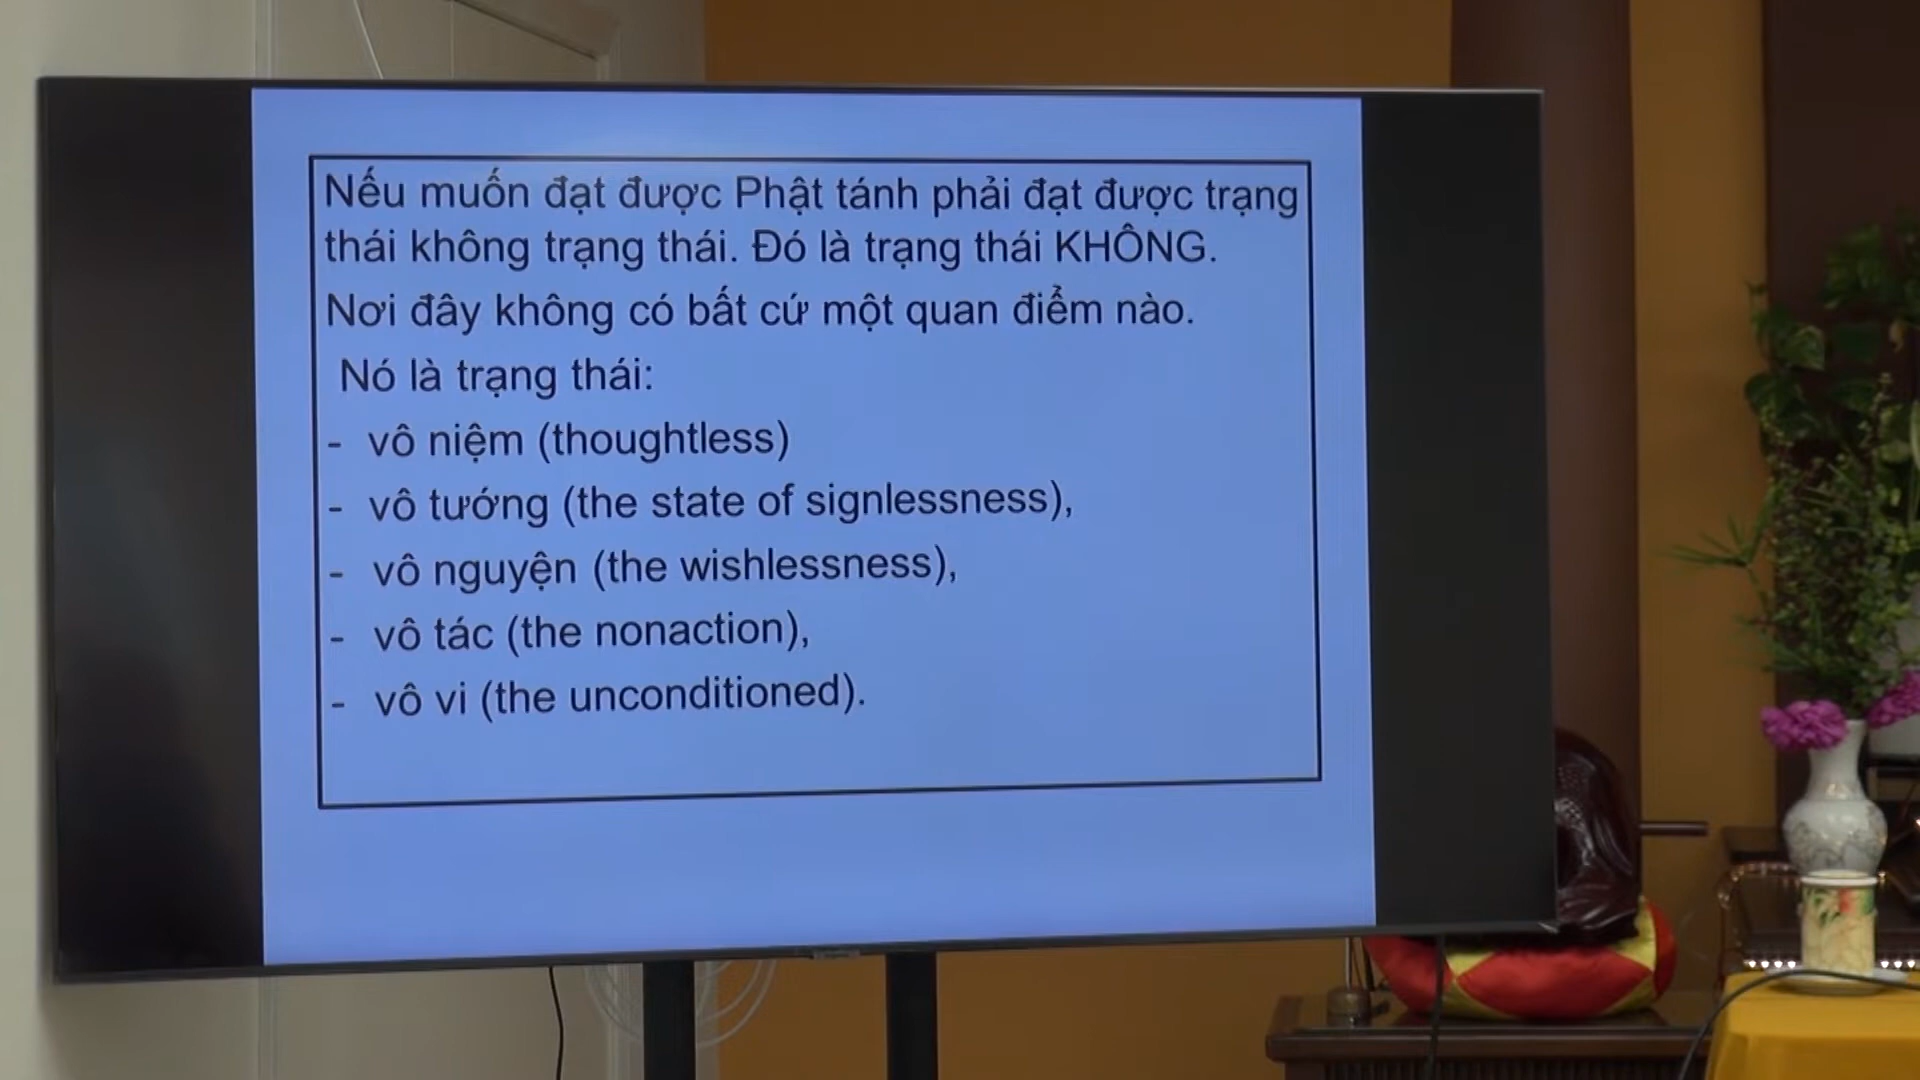 Nếu muốn đạt được Phật tánh phải đạt được trạng
thái không trạng thái. Đó là trạng thái KHÔNG.
Nơi đây không có bất cứ một quan điểm nào.
Nó là trạng thái:
- vô niệm (thoughtless)
- vô tướng (the state of signlessness),
- vô nguyện (the wishlessness),
- vô tác (the nonaction),
- vô vi (the unconditioned).